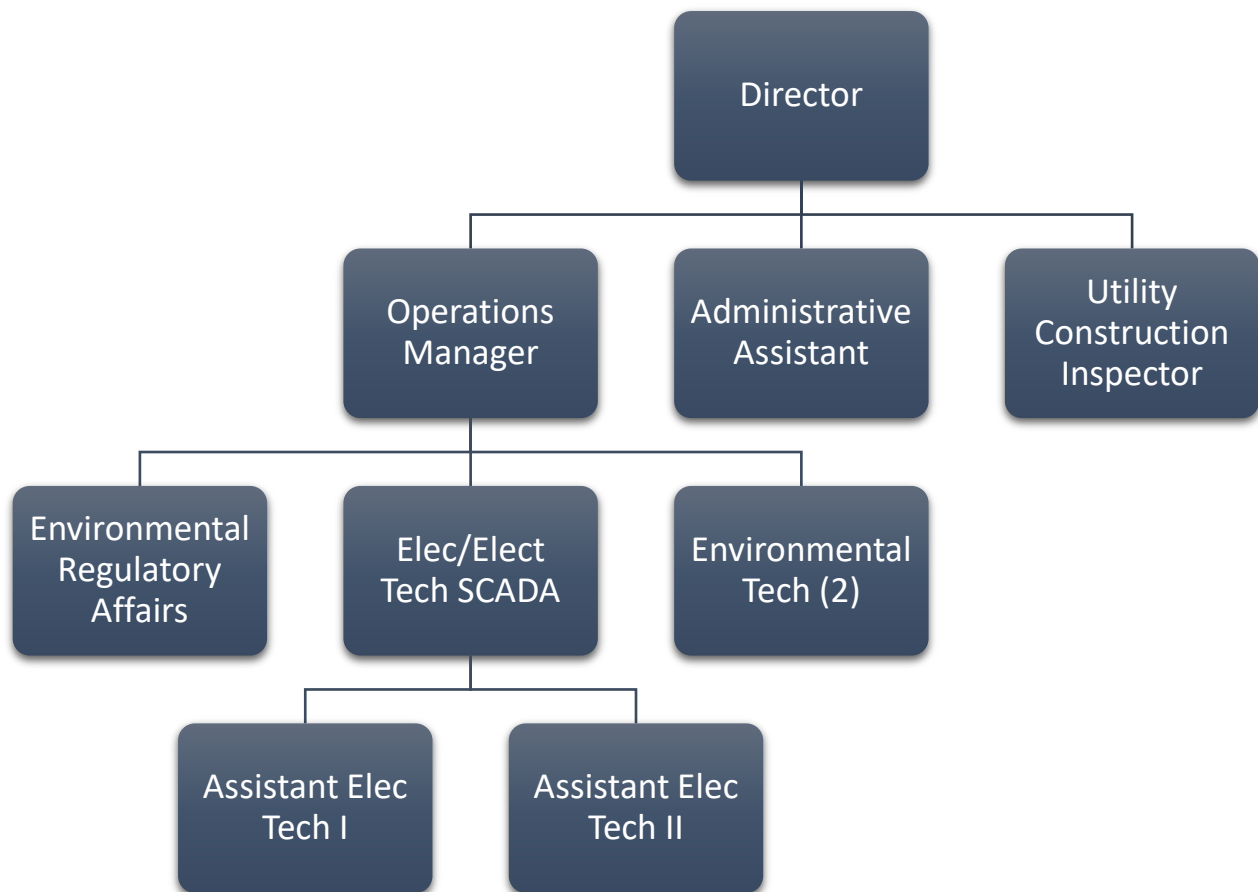 Director
Operations
Manager
Administrative
Assistant
Utility
Construction
Inspector
Environmental
Regulatory
Affairs
Elec/Elect
Tech SCADA
Environmental
Tech (2)
Assistant Elec
Tech I
Assistant Elec
Tech II